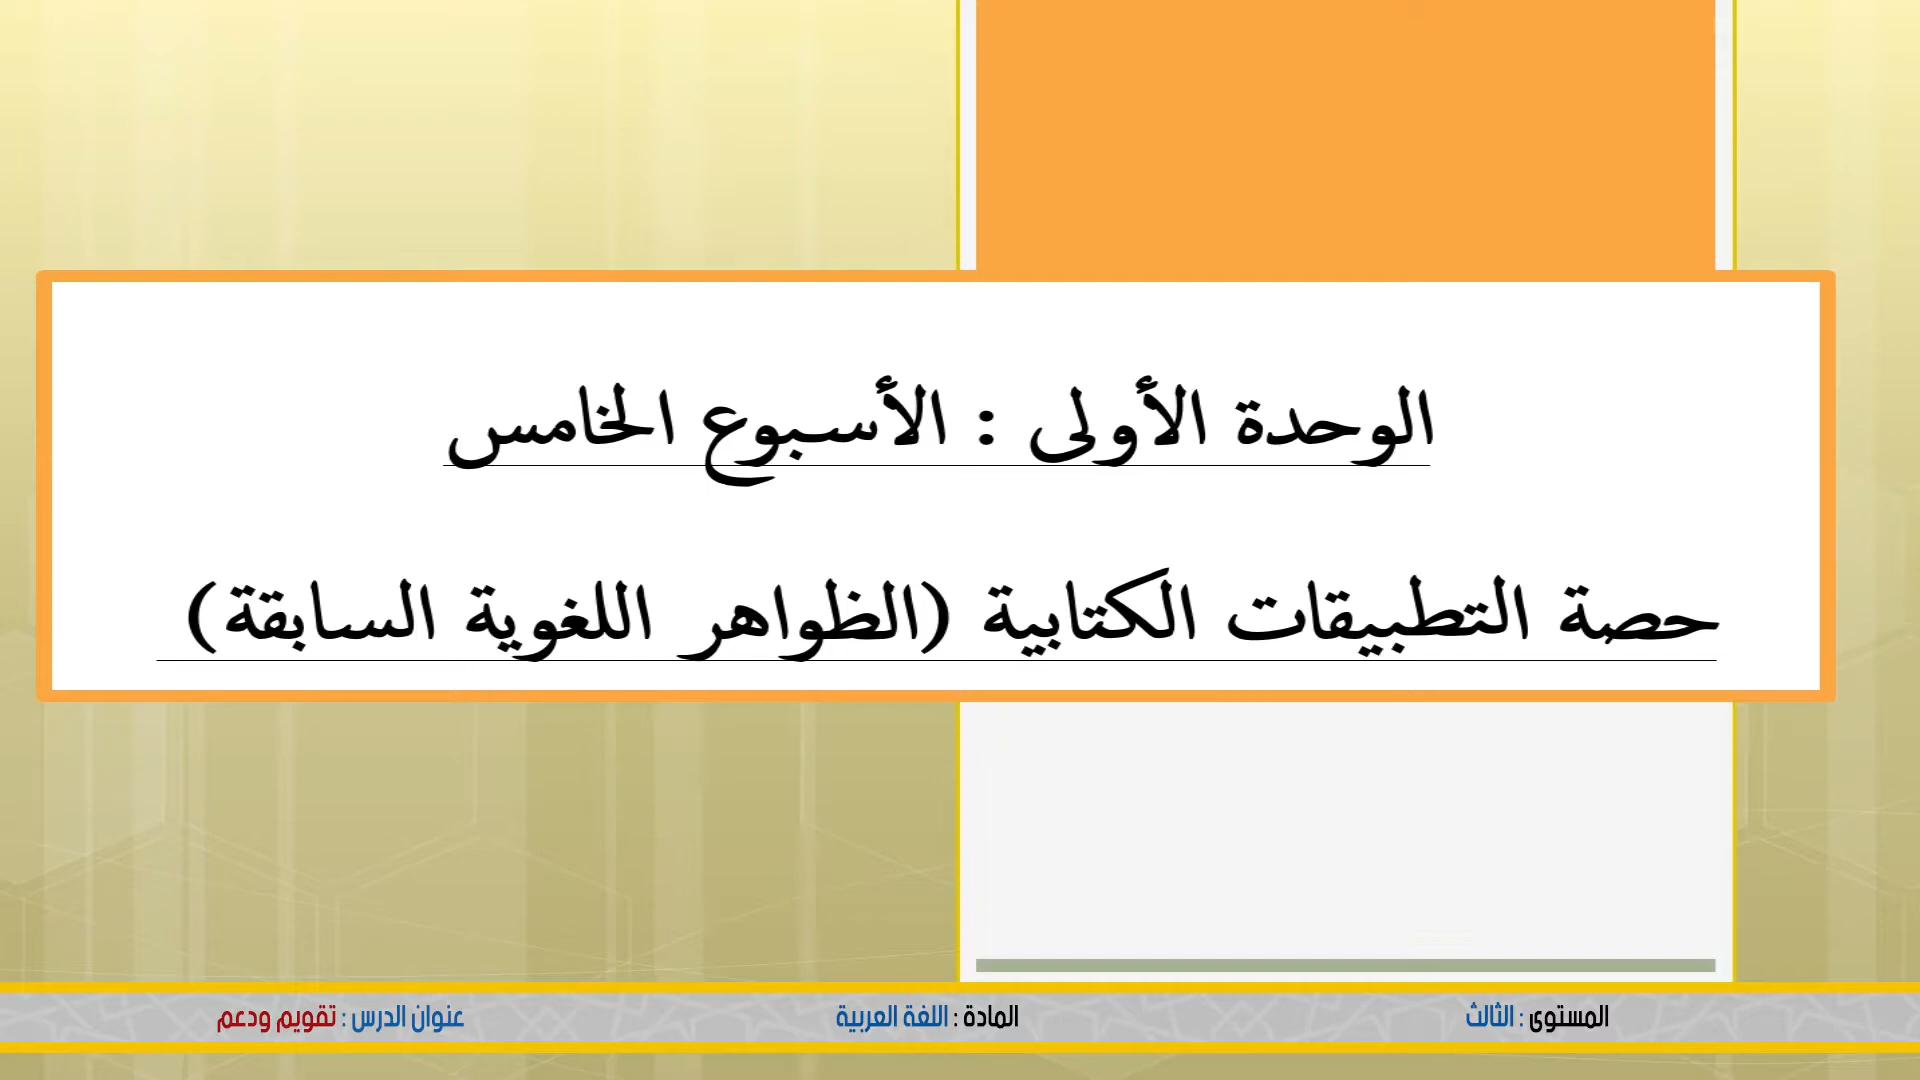 الوحدة الأولى : الأسبوع الخامس
حصة التطبيقات الكتابية (الظواهر اللغوية السابقة)
المستوى : الثالث
المادة : اللغة العربية
عنوان الدرس : تقويم ودعم